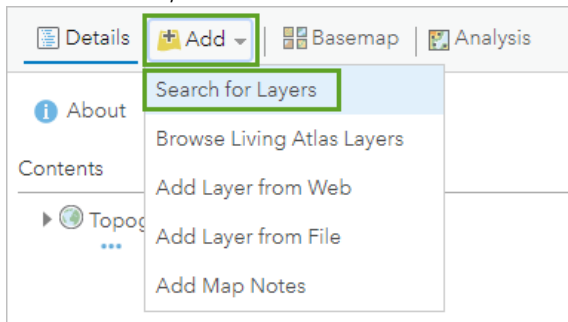 Details Add Basemap Analysis
Search for Layers
About
Browse Living Atlas Layers
Contents
Add Layer from Web
Topog
Add Layer from File
Add Map Notes